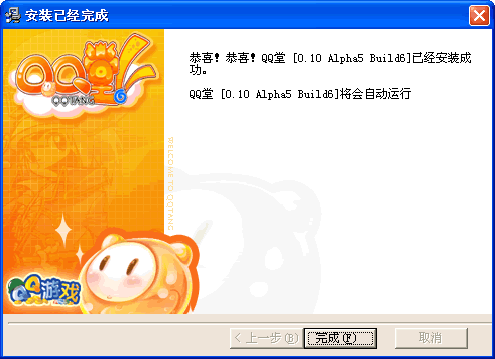 安装已经完成
QQ堂
QQTANG
6
恭喜！恭喜！QQ堂 [0.10 Alpha5 Build6]已经安装成
功。
QQ堂 [0.10 Alpha5 Build6]将会自动运行
WELCOME TO QQTANG
QQ游戏
< 上一步(B)
完成(F)
取消